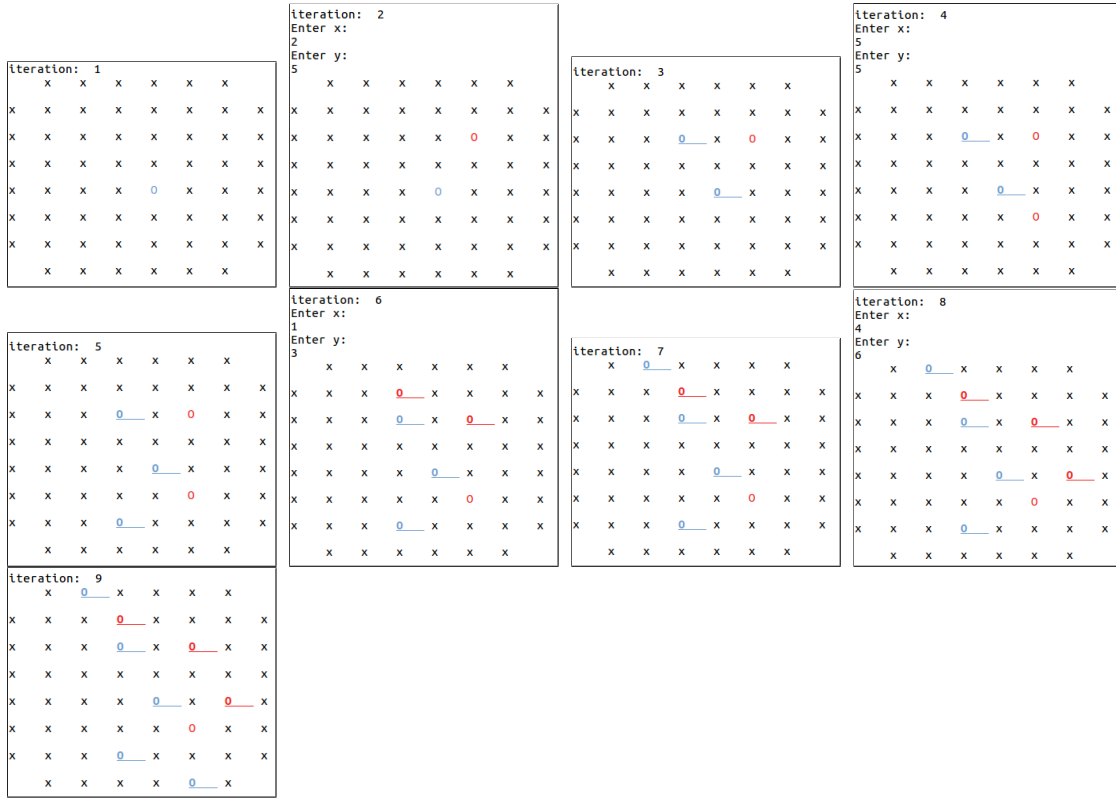 iteration: 1
x x x x x x
x x x x x x x x
x x x x x x x x
x x x x x x x x
x x x x O x x x
x x x x x x x x
x x x x x x x x
x x x x x x
iteration: 2
Enter x:
2
Enter y:
5
x x x x x x
x x x x x x x x
x x x x x O x x
x x x x x x x x
x x x x O x x x
x x x x x x x x
x x x x x x x x
x x x x x x
iteration: 3
x x x x x x
x x x x x x x x
x x x O x O x x
x x x x x x x x
x x x x O x x x
x x x x x x x x
x x x x x x x x
x x x x x x
iteration: 4
Enter x:
5
Enter y:
5
x x x x x x
x x x x x x x x
x x x O x O x x
x x x x x x x x
x x x x O x x x
x x x x x O x x
x x x x x x x x
x x x x x x
iteration: 5
x x x x x x
x x x x x x x x
x x x O x O x x
x x x x x x x x
x x x x O x x x
x x x x x O x x
x x x O x x x x
x x x x x x
iteration: 6
Enter x:
1
Enter y:
3
x x x x x x
x x x O x x x x
x x x O x O x x
x x x x x x x x
x x x x O x x x
x x x x x O x x
x x x O x x x x
x x x x x x
iteration: 7
x O x x x x
x x x O x x x x
x x x O x O x x
x x x x x x x x
x x x x O x x x
x x x x x O x x
x x x O x x x x
x x x x x x
iteration: 8
Enter x:
4
Enter y:
6
x O x x x x
x x x O x x x x
x x x O x O x x
x x x x x x x x
x x x x O x O x
x x x x x O x x
x x x O x x x x
x x x x x x
iteration: 9
x O x x x x
x x x O x x x x
x x x O x O x x
x x x x x x x x
x x x x O x O x
x x x x x O x x
x x x O x x x x
x x x x O x